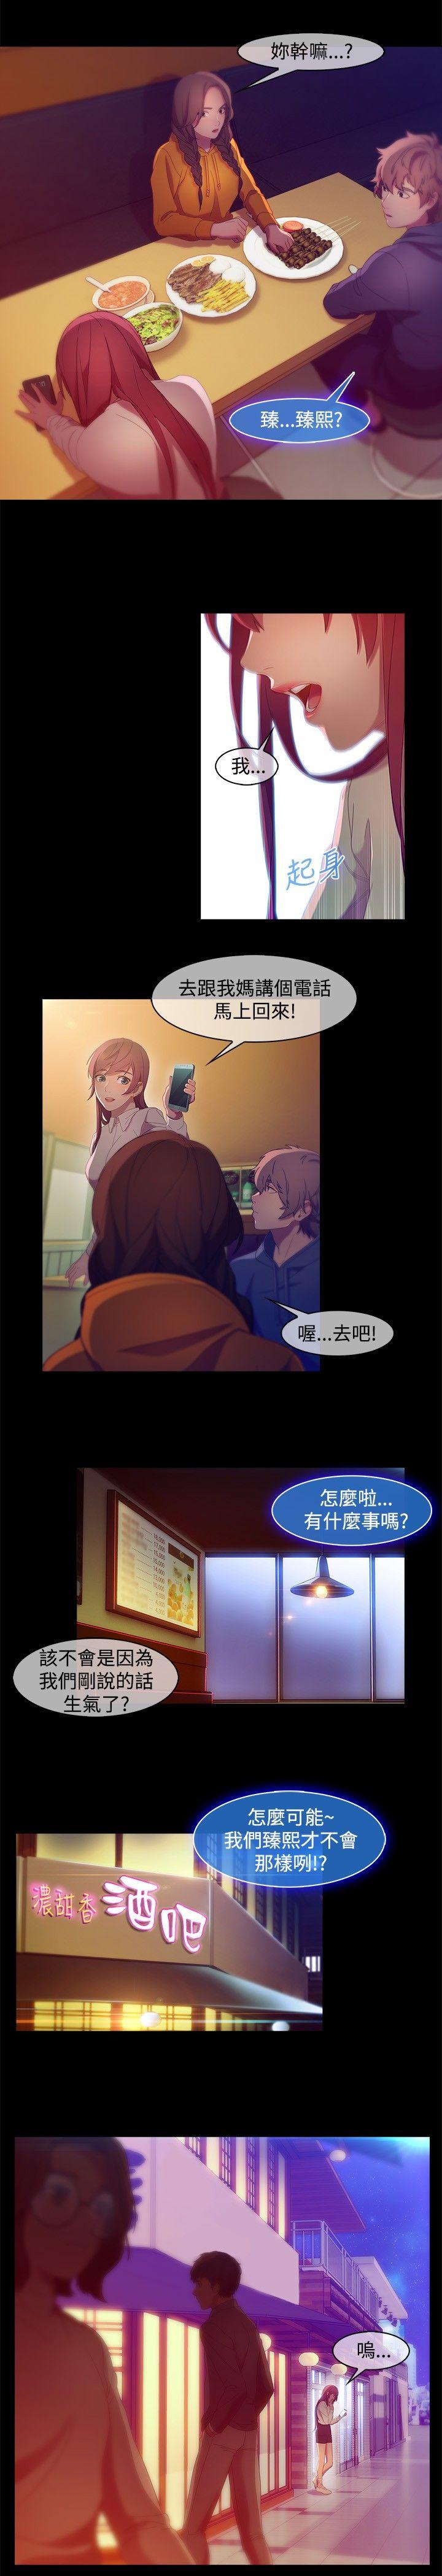 妳幹嘛...?
臻...臻熙?
我...
起身
去跟我媽講個電話
馬上回來!
喔...去吧!
怎麼啦...
有什麼事嗎?
該不會是因為
我們剛說的話
生氣了?
怎麼可能~
我們臻熙才不會
那樣咧!?
濃甜香 酒吧
嗚...